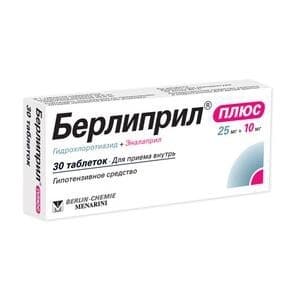 30 таблеток
Берлиприл
Берлиприл®
ПЛЮС
25 мг + 10 мг
Гидрохлоротиазид + Эналаприл
30 таблеток · Для приема внутрь
Гипотензивное средство
BERLIN-CHEMIE
MENARINI